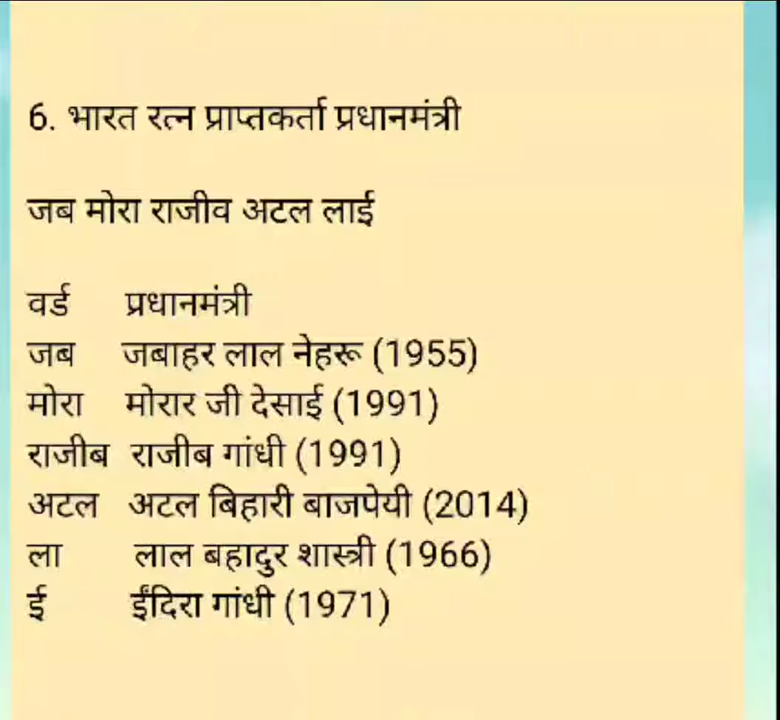 6. भारत रत्न प्राप्तकर्ता प्रधानमंत्री
जब मोरा राजीव अटल लाई
वर्ड प्रधानमंत्री
जब जबाहर लाल नेहरू (1955)
मोरा मोरार जी देसाई (1991)
राजीब राजीब गांधी (1991)
अटल अटल बिहारी बाजपेयी (2014)
ला लाल बहादुर शास्त्री (1966)
ई ईंदिरा गांधी (1971)